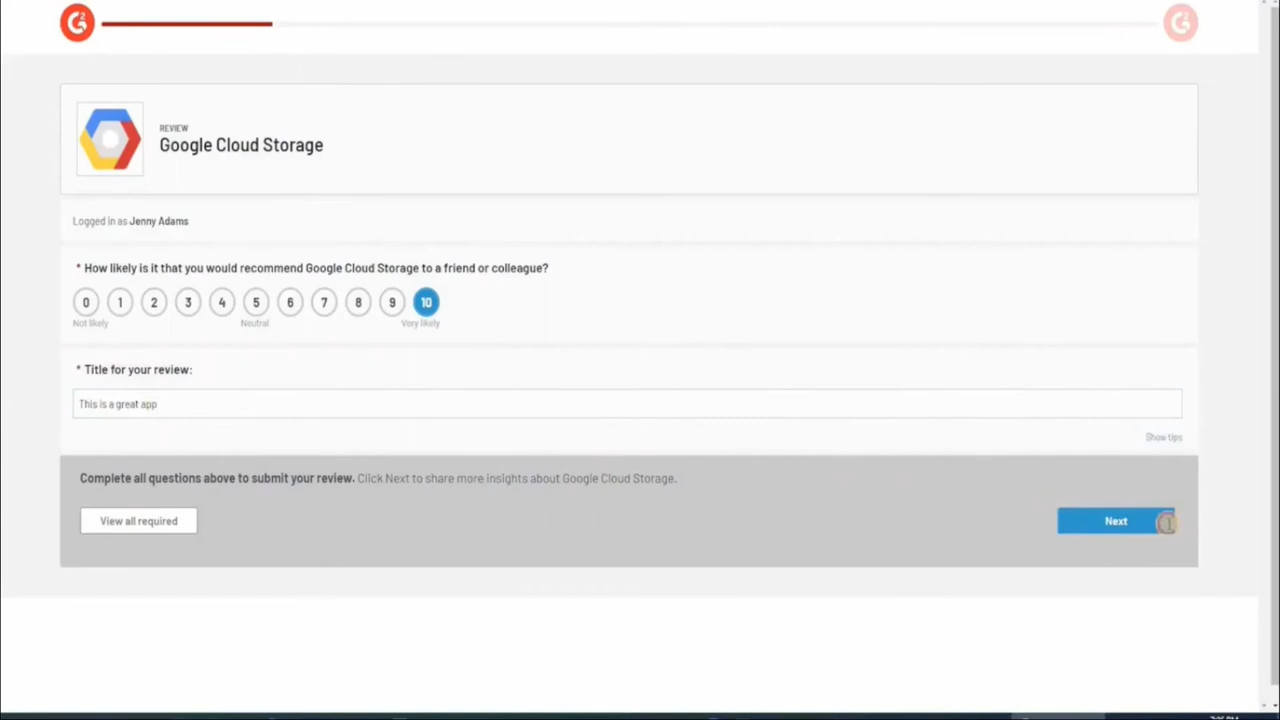 REVIEW
Google Cloud Storage
Logged in as Jenny Adams
* How likely is it that you would recommend Google Cloud Storage to a friend or colleague?
0 1 2 3 4 5 6 7 8 9 10
Not likely Neutral Very likely
* Title for your review:
This is a great app
Show tips
Complete all questions above to submit your review. Click Next to share more insights about Google Cloud Storage.
View all required Next